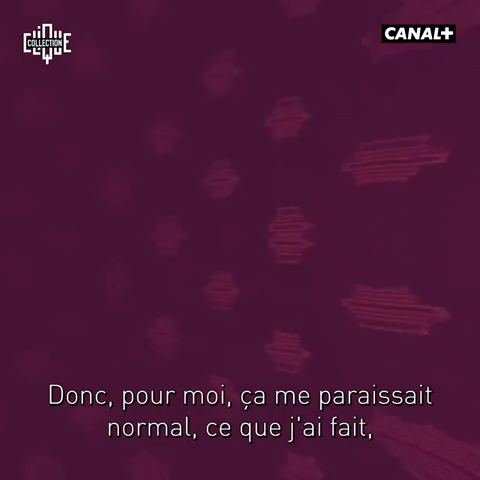 CLIQUE
COLLECTION
CANAL+
Donc, pour moi, ça me paraissait
normal, ce que j'ai fait,